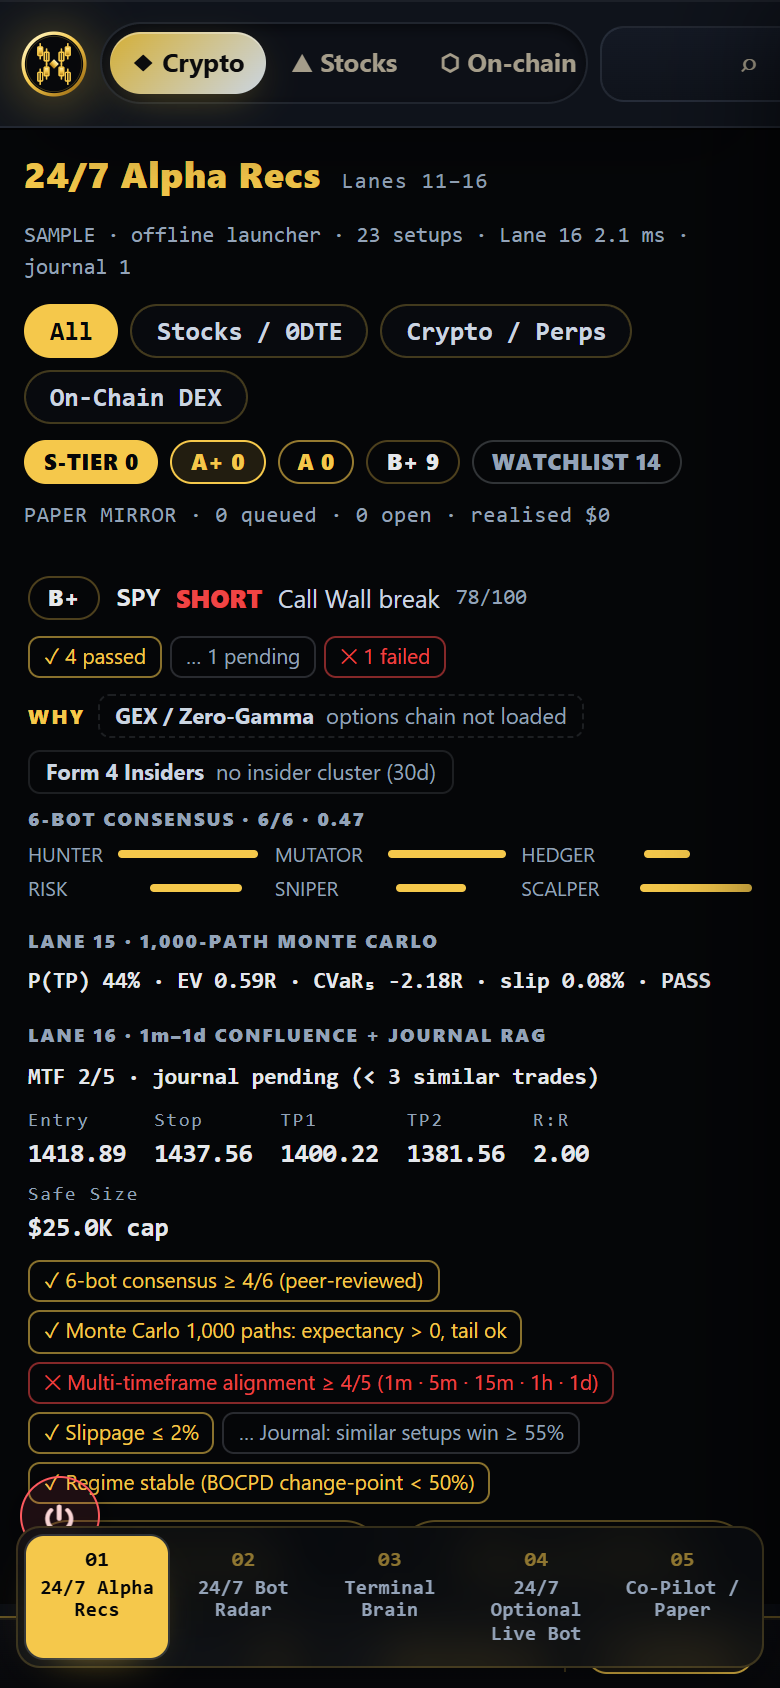 ◆ Crypto ▲ Stocks ⬡ On-chain
24/7 Alpha Recs Lanes 11–16
SAMPLE · offline launcher · 23 setups · Lane 16 2.1 ms ·
journal 1
All Stocks / 0DTE Crypto / Perps
On-Chain DEX
S-TIER 0 A+ 0 A 0 B+ 9 WATCHLIST 14
PAPER MIRROR · 0 queued · 0 open · realised $0
B+ SPY SHORT Call Wall break 78/100
✓ 4 passed … 1 pending ✕ 1 failed
WHY GEX / Zero-Gamma options chain not loaded
Form 4 Insiders no insider cluster (30d)
6-BOT CONSENSUS · 6/6 · 0.47
HUNTER MUTATOR HEDGER
RISK SNIPER SCALPER
LANE 15 · 1,000-PATH MONTE CARLO
P(TP) 44% · EV 0.59R · CVaR₅ -2.18R · slip 0.08% · PASS
LANE 16 · 1m–1d CONFLUENCE + JOURNAL RAG
MTF 2/5 · journal pending (< 3 similar trades)
Entry Stop TP1 TP2 R:R
1418.89 1437.56 1400.22 1381.56 2.00
Safe Size
$25.0K cap
✓ 6-bot consensus ≥ 4/6 (peer-reviewed)
✓ Monte Carlo 1,000 paths: expectancy > 0, tail ok
✕ Multi-timeframe alignment ≥ 4/5 (1m · 5m · 15m · 1h · 1d)
✓ Slippage ≤ 2% … Journal: similar setups win ≥ 55%
✓ Regime stable (BOCPD change-point < 50%)
01 02 03 04 05
24/7 Alpha 24/7 Bot Terminal 24/7 Co-Pilot /
Recs Radar Brain Optional Paper
Live Bot